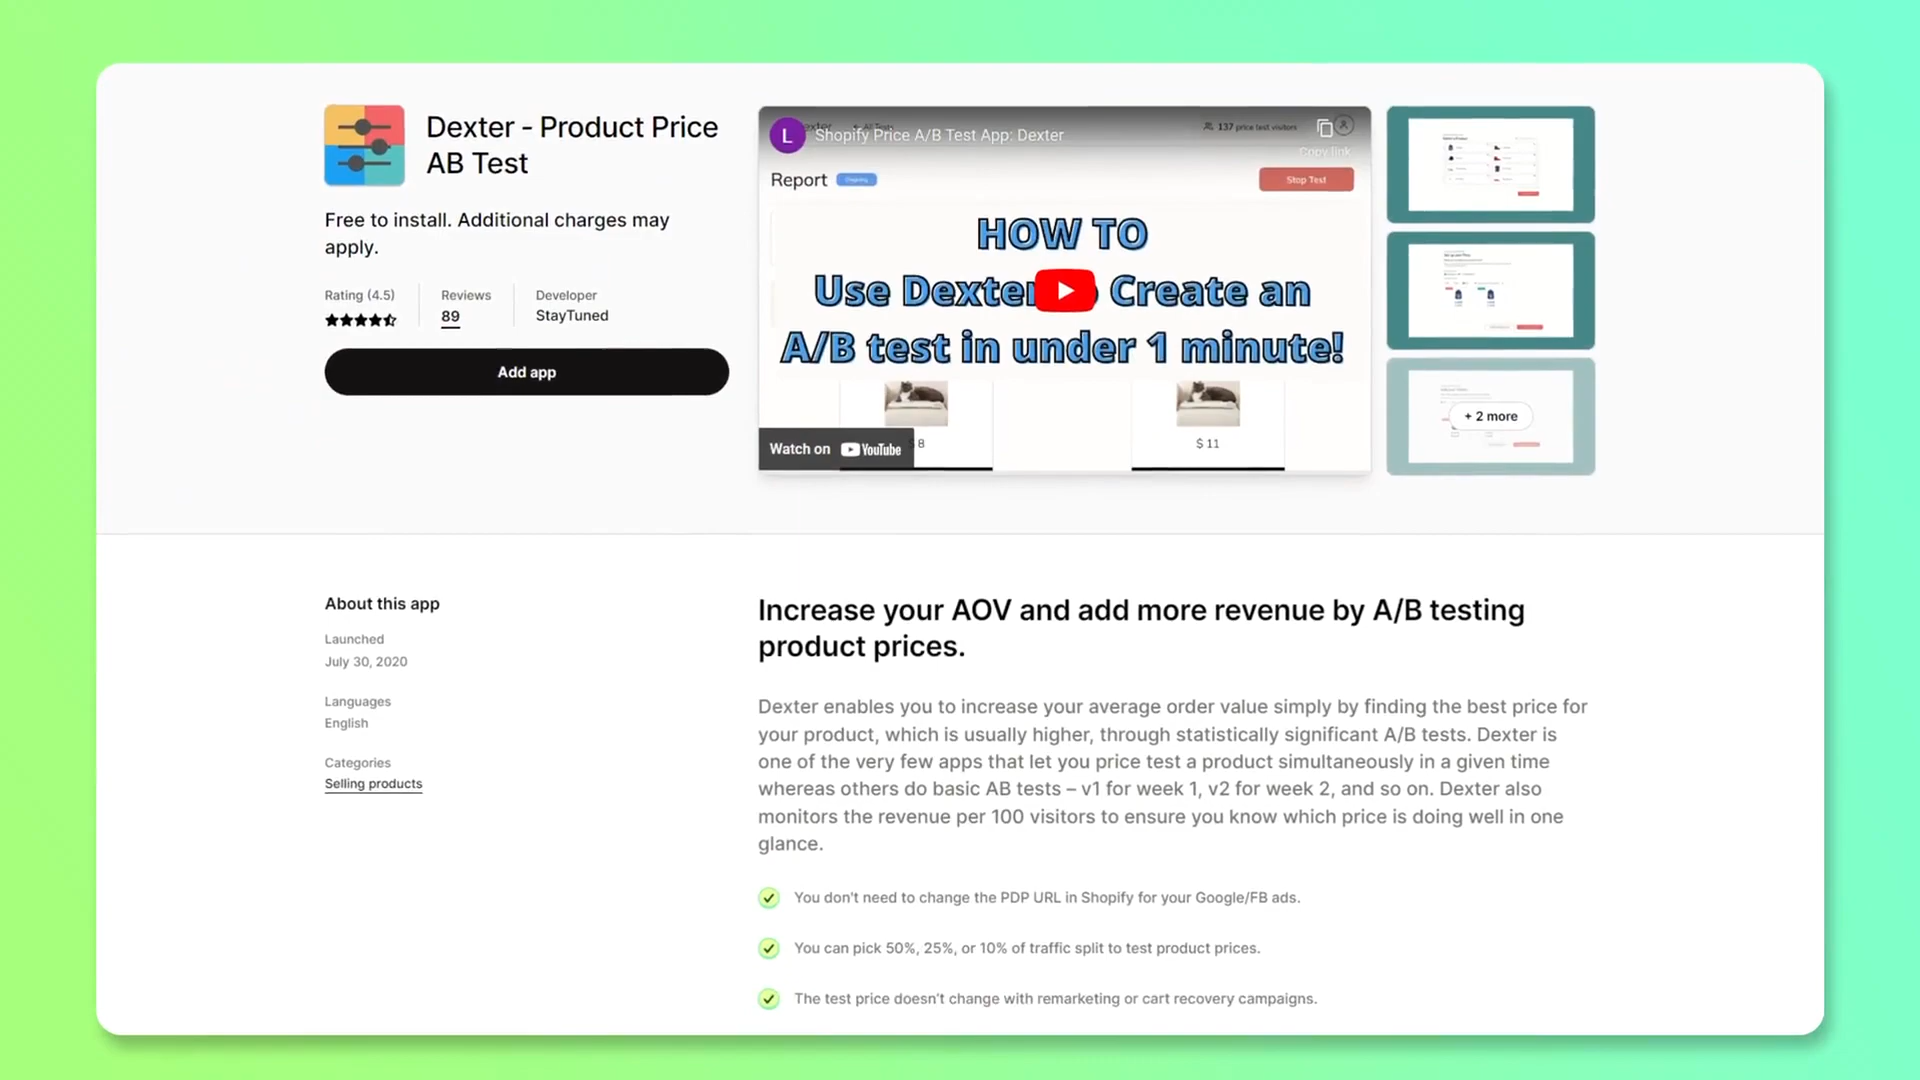 Dexter - Product Price
AB Test
Free to install. Additional charges may
apply.
Rating (4.5)
Reviews
89
Developer
StayTuned
Add app
L
Shopify Price A/B Test App: Dexter
137 price test visitors
Copy link
Report
Stop Test
HOW TO
Use Dexter Create an
A/B test in under 1 minute!
Watch on YouTube
8
$ 11
+ 2 more
About this app
Launched
July 30, 2020
Languages
English
Categories
Selling products
Increase your AOV and add more revenue by A/B testing
product prices.
Dexter enables you to increase your average order value simply by finding the best price for
your product, which is usually higher, through statistically significant A/B tests. Dexter is
one of the very few apps that let you price test a product simultaneously in a given time
whereas others do basic AB tests – v1 for week 1, v2 for week 2, and so on. Dexter also
monitors the revenue per 100 visitors to ensure you know which price is doing well in one
glance.
You don't need to change the PDP URL in Shopify for your Google/FB ads.
You can pick 50%, 25%, or 10% of traffic split to test product prices.
The test price doesn't change with remarketing or cart recovery campaigns.